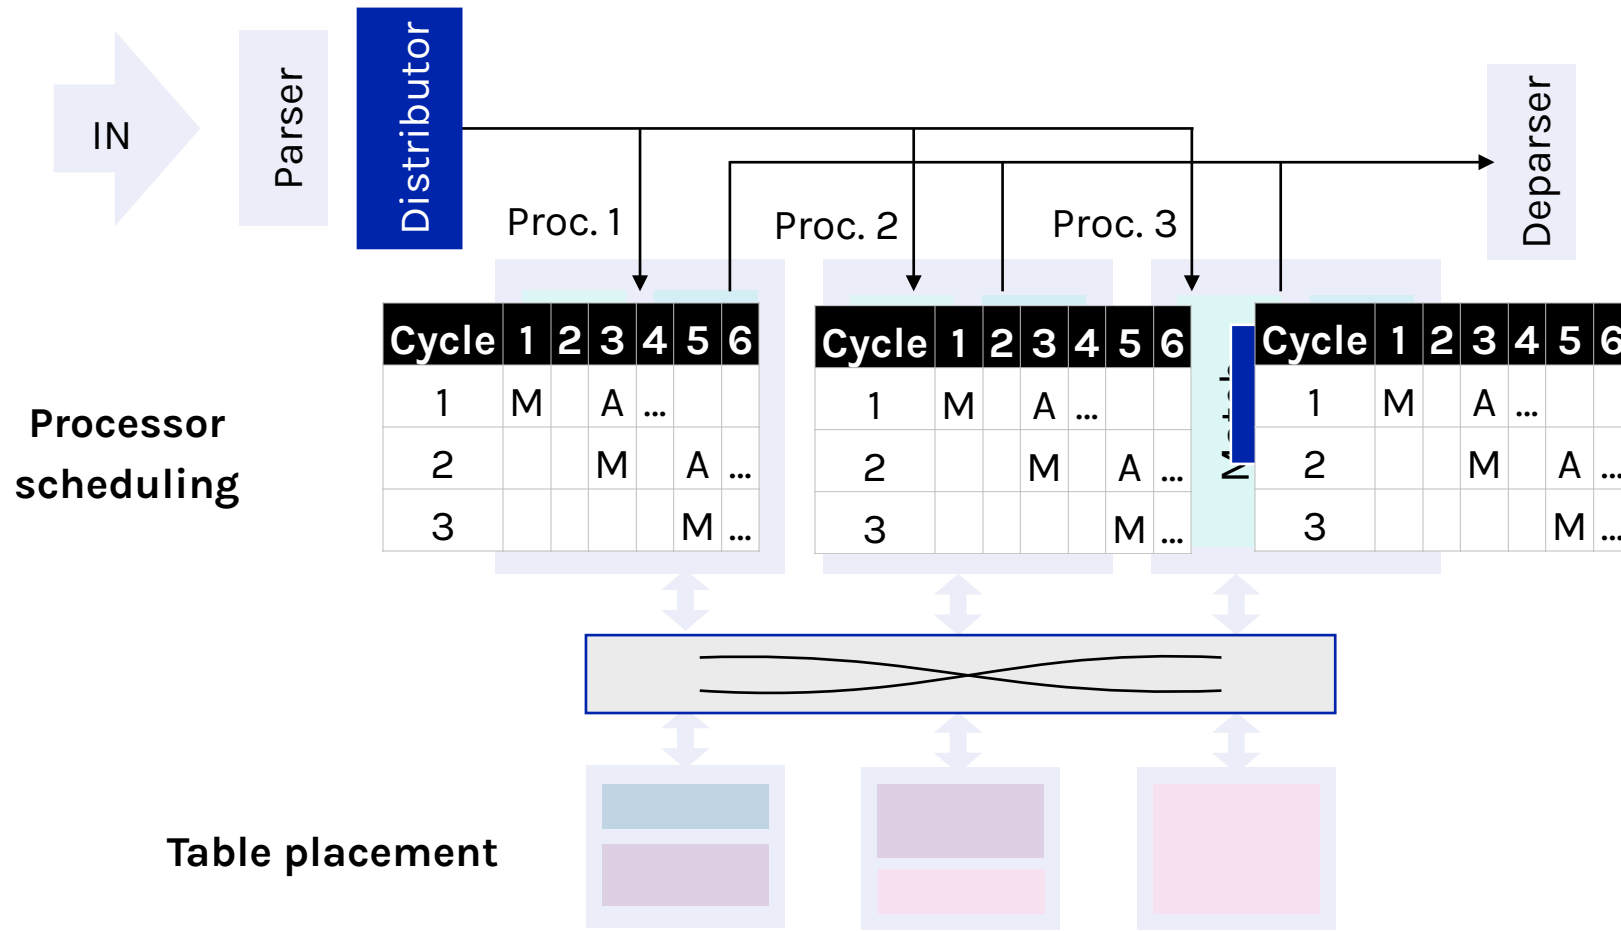 IN
Parser
Distributor
Deparser
Proc. 1
Proc. 2
Proc. 3
Cycle 1 2 3 4 5 6
1 M A ...
2 M A ...
3 M ...
Cycle 1 2 3 4 5 6
1 M A ...
2 M A ...
3 M ...
Cycle 1 2 3 4 5 6
1 M A ...
2 M A ...
3 M ...
Processor
scheduling
Table placement